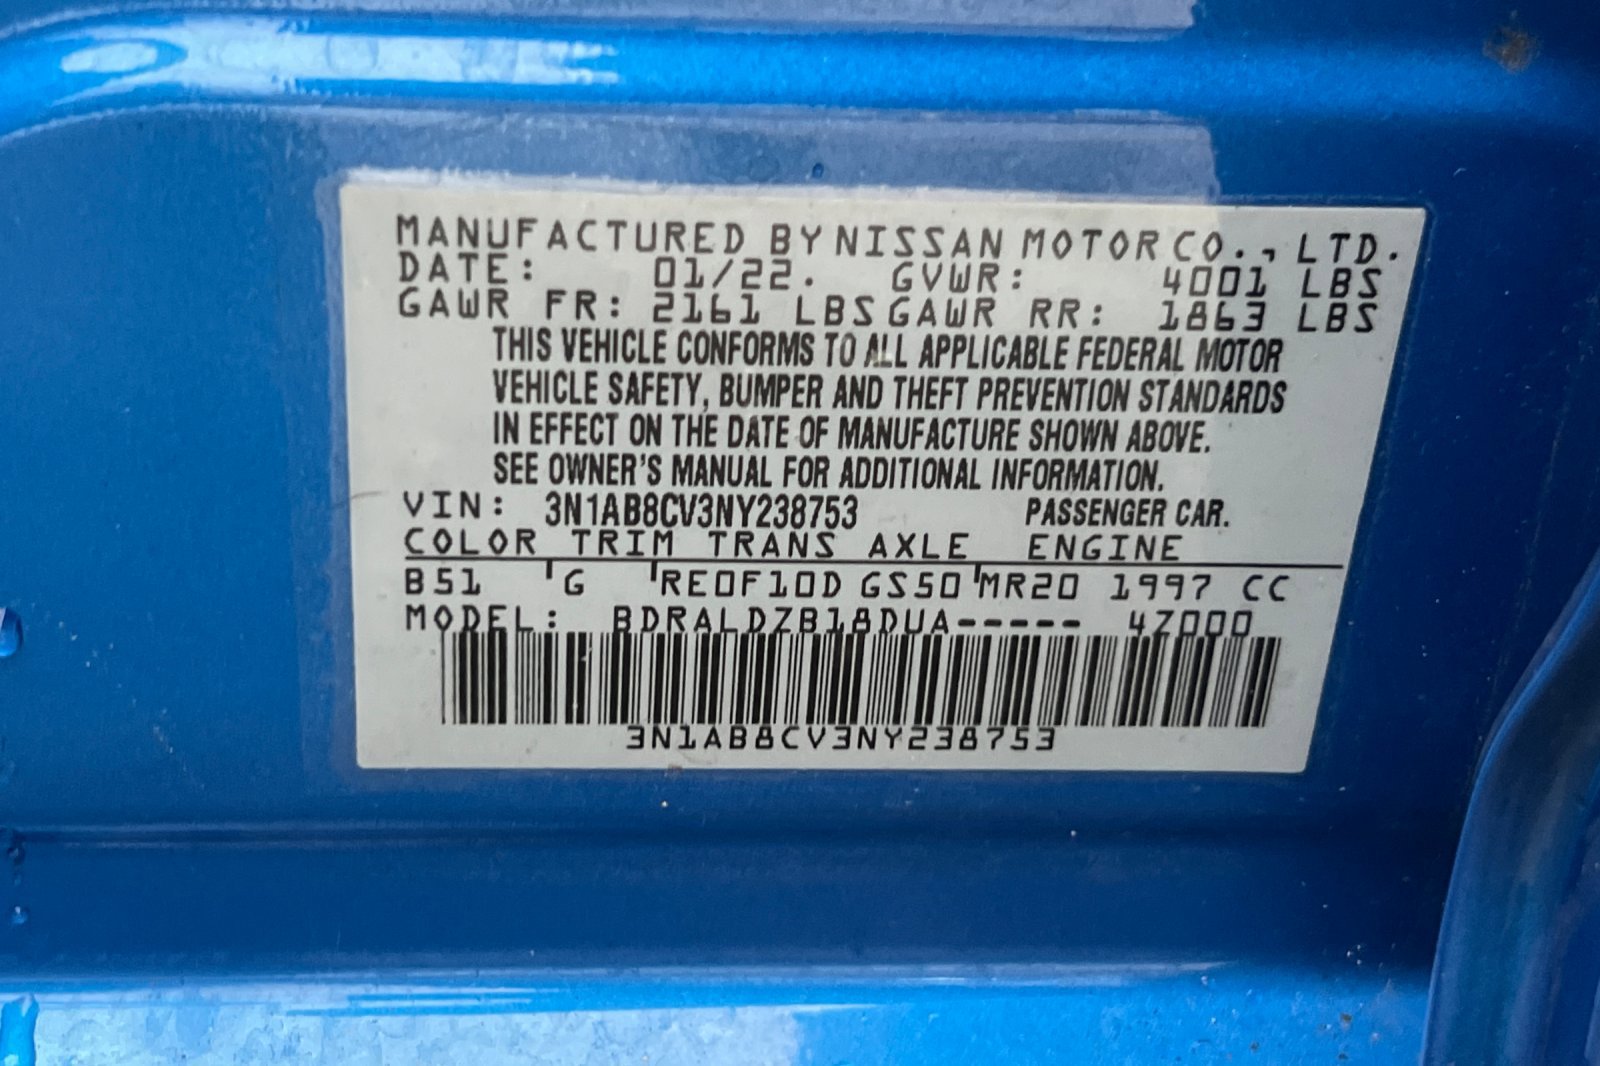 MANUFACTURED BY NISSAN MOTOR CO., LTD.
DATE: 01/22. GVWR: 4001 LBS
GAWR FR: 2161 LBS GAWR RR: 1863 LBS
THIS VEHICLE CONFORMS TO ALL APPLICABLE FEDERAL MOTOR
VEHICLE SAFETY, BUMPER AND THEFT PREVENTION STANDARDS
IN EFFECT ON THE DATE OF MANUFACTURE SHOWN ABOVE.
SEE OWNER'S MANUAL FOR ADDITIONAL INFORMATION.
VIN: 3N1AB8CV3NY238753 PASSENGER CAR.
COLOR TRIM TRANS AXLE ENGINE
B51 G RE0F10D GS50 MR20 1997 CC
MODEL: BDRALDZB18DUA----- 4Z000
3N1AB8CV3NY238753